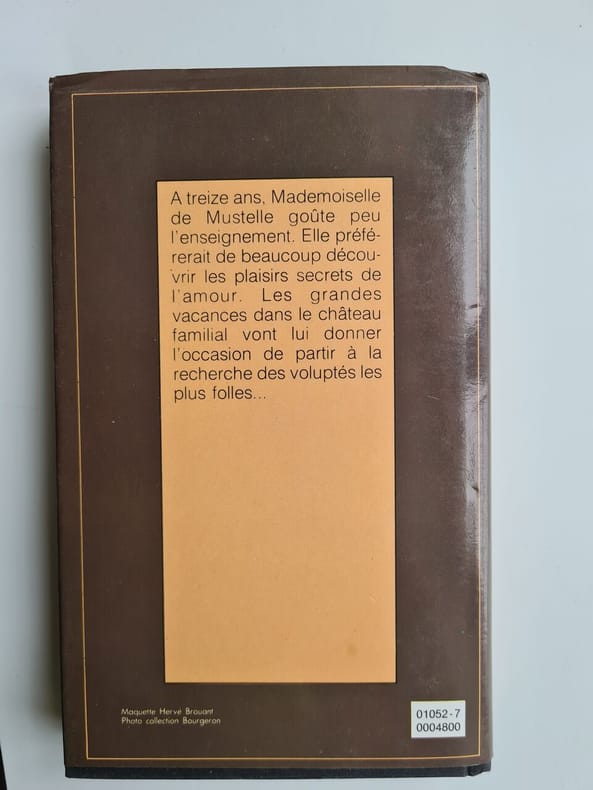 A treize ans, Mademoiselle
de Mustelle goûte peu
l'enseignement. Elle préfé-
rerait de beaucoup décou-
vrir les plaisirs secrets de
l'amour. Les grandes
vacances dans le château
familial vont lui donner
l'occasion de partir à la
recherche des voluptés les
plus folles...
Maquette Hervé Brouant
Photo collection Bourgeron
01052-7
0004800